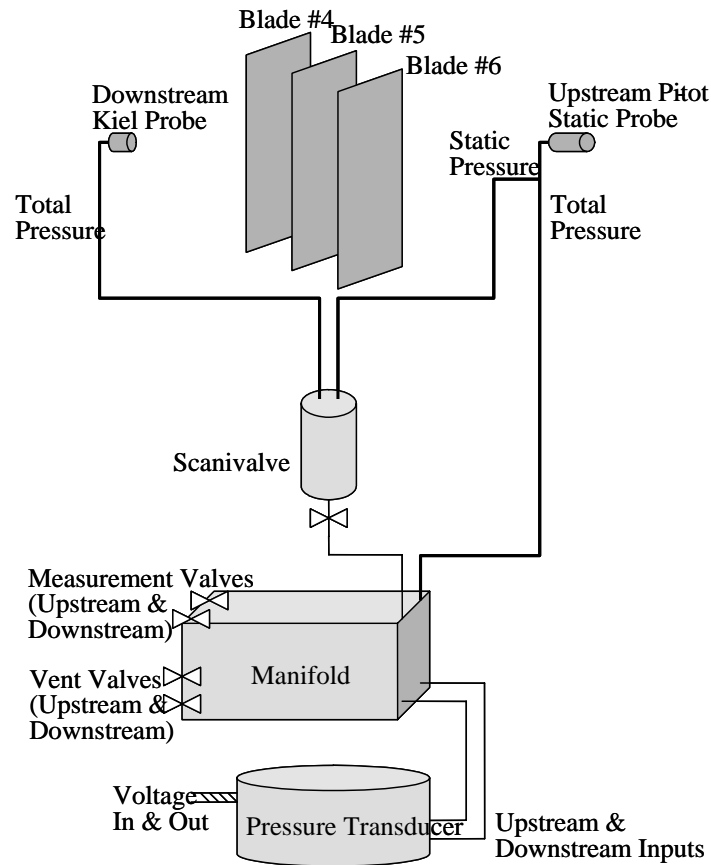 Blade #4
Blade #5
Blade #6
Downstream
Kiel Probe
Upstream Pitot
Static Probe
Static
Pressure
Total
Pressure
Total
Pressure
Scanivalve
Measurement Valves
(Upstream &
Downstream)
Manifold
Vent Valves
(Upstream &
Downstream)
Voltage
In & Out
Pressure Transducer
Upstream &
Downstream Inputs